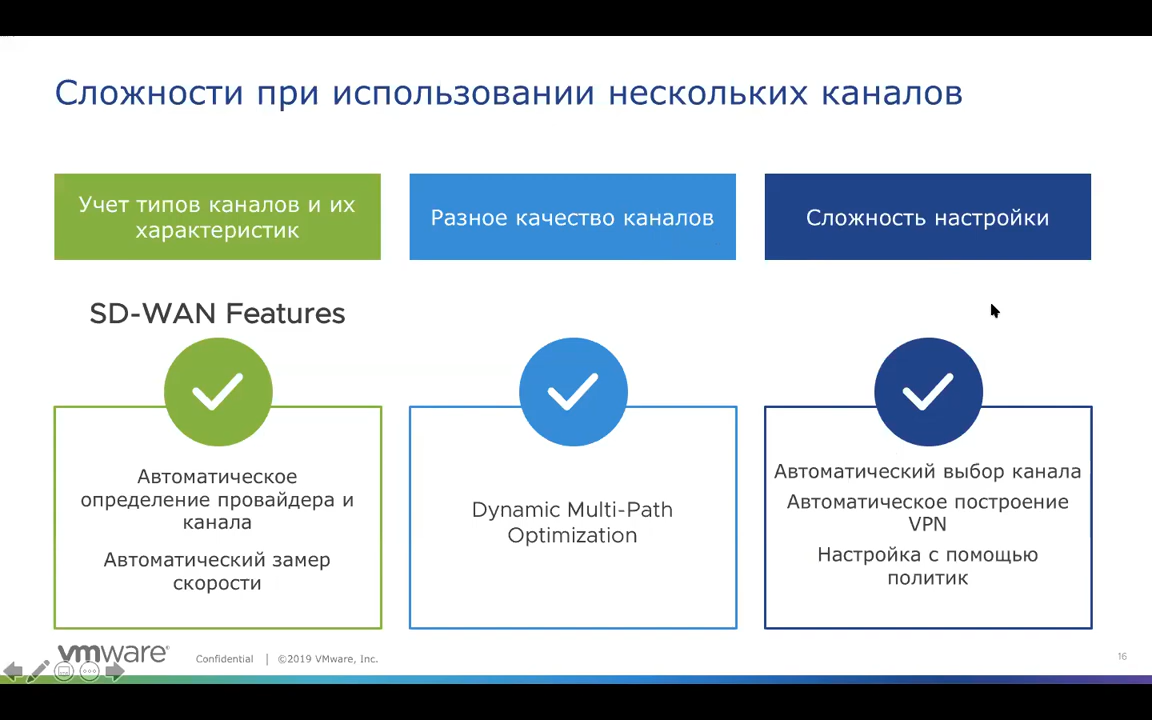 Сложности при использовании нескольких каналов
Учет типов каналов и их
характеристик
Разное качество каналов
Сложность настройки
SD-WAN Features
Автоматическое
определение провайдера и
канала
Автоматический замер
скорости
Dynamic Multi-Path
Optimization
Автоматический выбор канала
Автоматическое построение
VPN
Настройка с помощью
политик
vmware®
Confidential | ©2019 VMware, Inc.
16